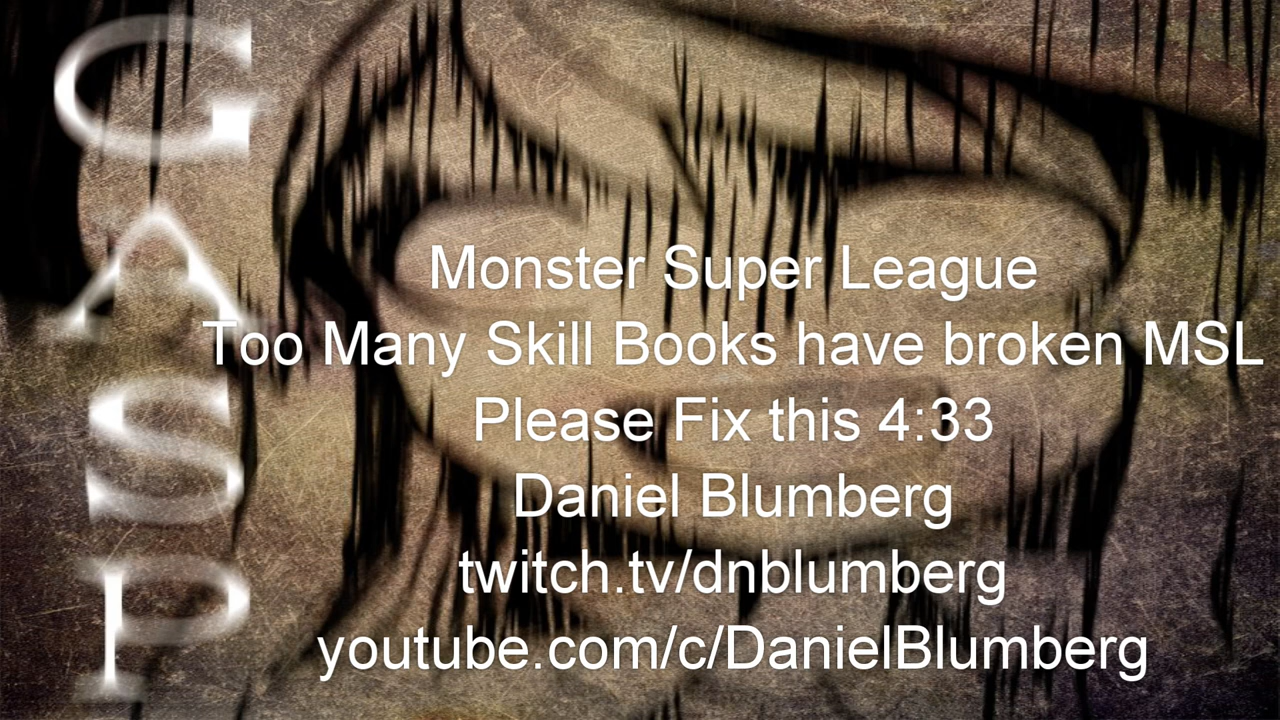 GASP
Monster Super League
Too Many Skill Books have broken MSL
Please Fix this 4:33
Daniel Blumberg
twitch.tv/dnblumberg
youtube.com/c/DanielBlumberg